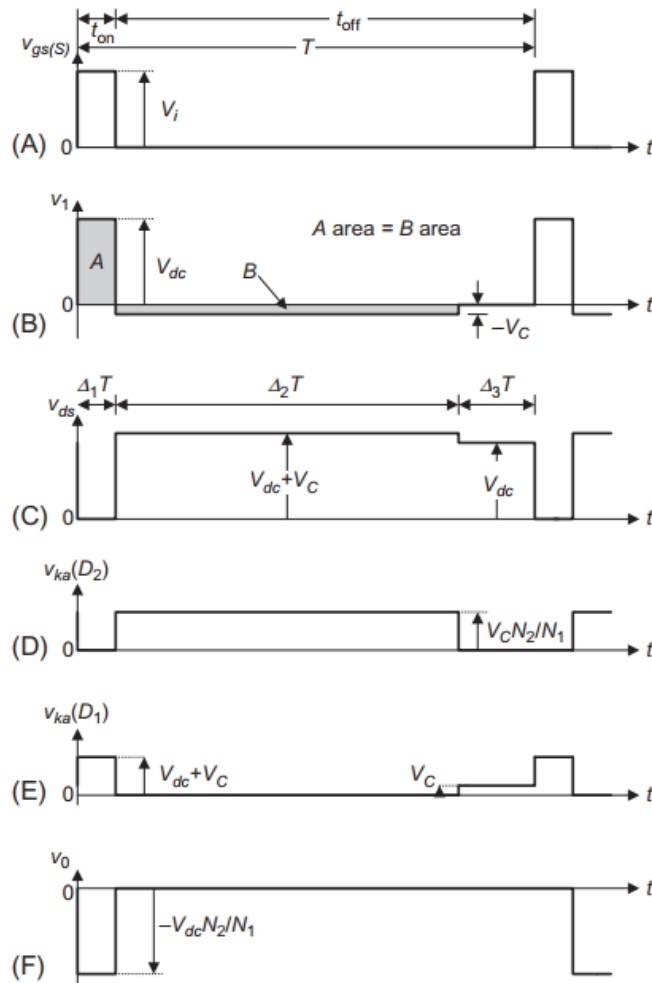 t_on
t_off
v_gs(S)
T
V_i
(A)
0
t
v_1
A area = B area
A
V_dc
B
0
t
(B)
−V_C
Δ_1T
Δ_2T
Δ_3T
v_ds
V_dc+V_C
V_dc
(C)
0
t
v_ka(D_2)
V_CN_2/N_1
(D)
0
t
v_ka(D_1)
V_dc+V_C
V_C
(E)
0
t
v_0
0
t
−V_dcN_2/N_1
(F)